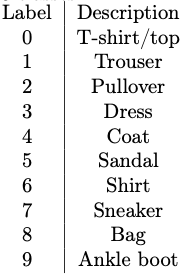 Label Description
0 T-shirt/top
1 Trouser
2 Pullover
3 Dress
4 Coat
5 Sandal
6 Shirt
7 Sneaker
8 Bag
9 Ankle boot